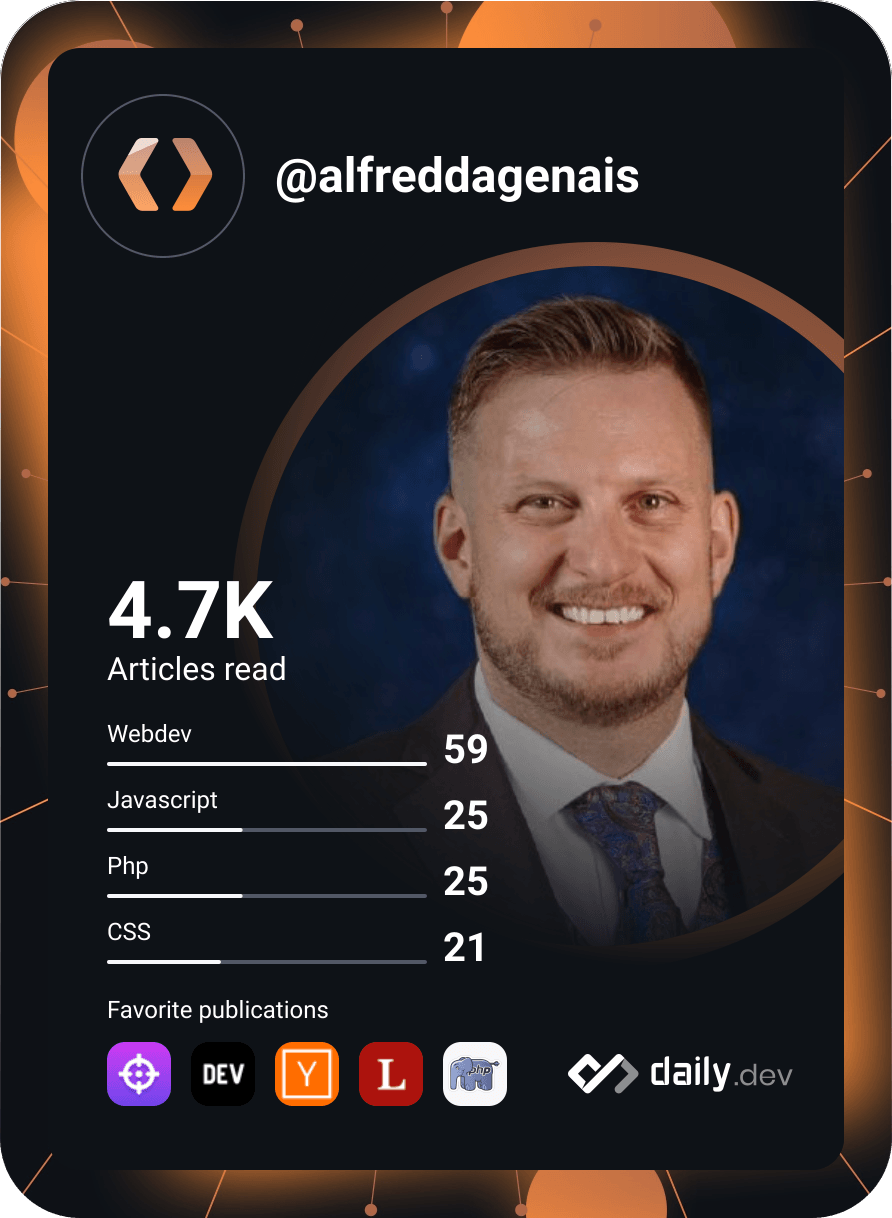 @alfreddagenais
4.7K
Articles read
Webdev
59
Javascript
25
Php
25
CSS
21
Favorite publications
DEV
Y
L
php
daily.dev